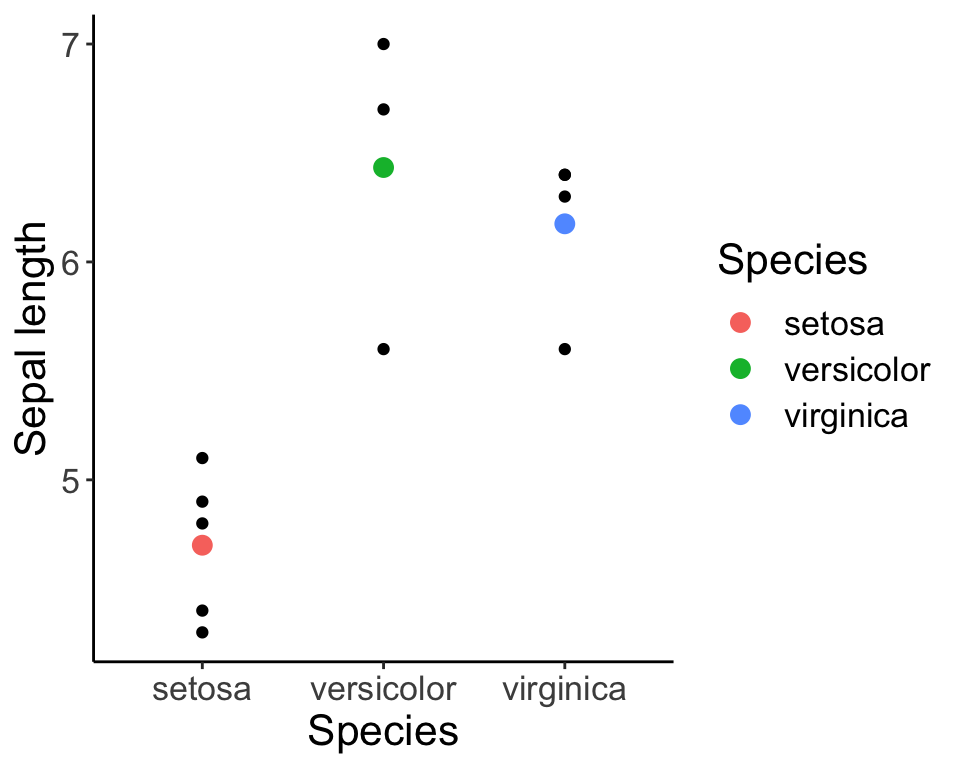 7
6
5
Sepal length
setosa
versicolor
virginica
Species
Species
setosa
versicolor
virginica